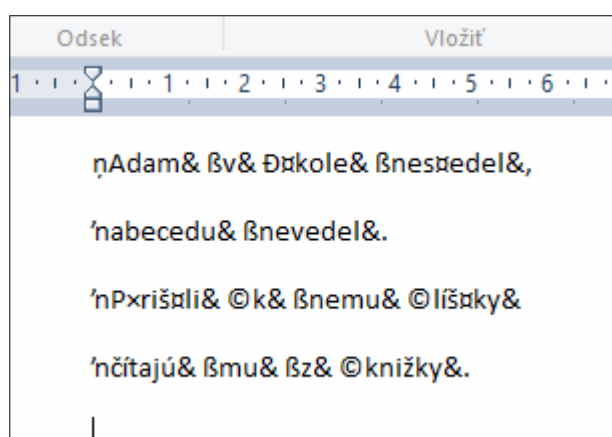 Odsek Vložiť
1 1 2 3 4 5 6
ņAdam& ßv& Ф¤kole& ßnes¤edel&,
'nabecedu& ßnevedel&.
'nP×riš¤li& ©k& ßnemu& ©líš¤ky&
'nčítajú& ßmu& ßz& ©knižky&.